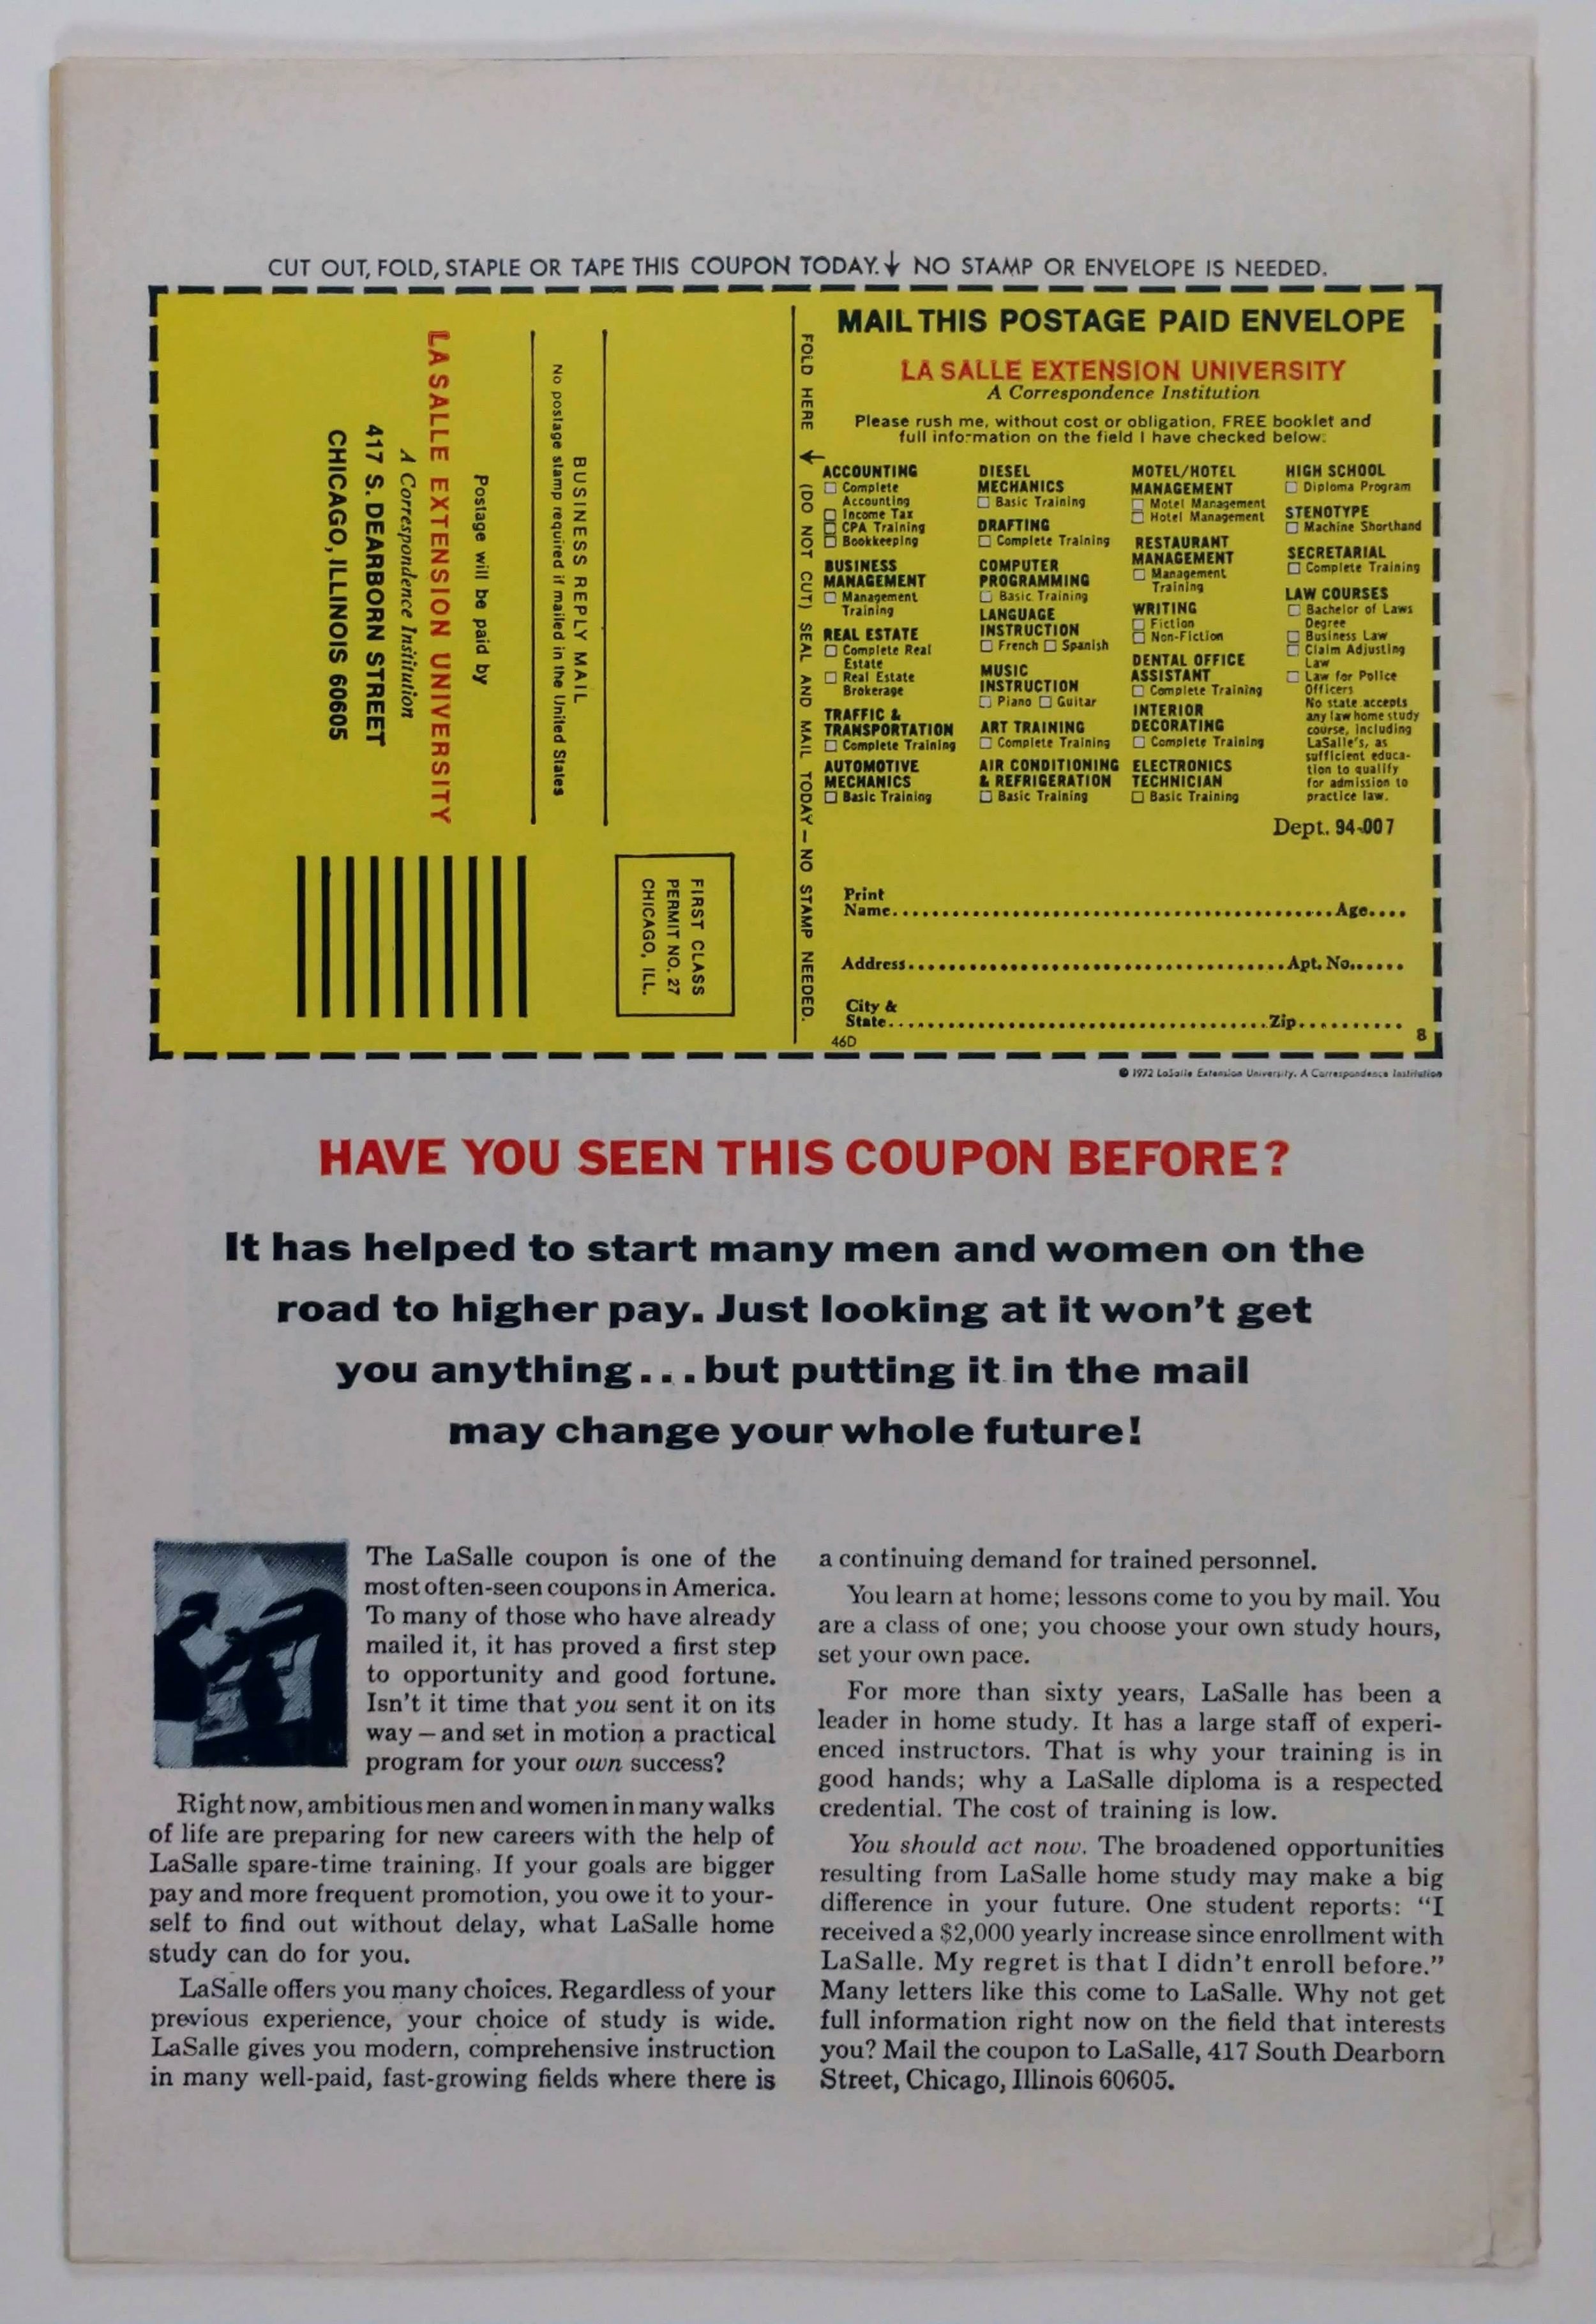 CUT OUT, FOLD, STAPLE OR TAPE THIS COUPON TODAY.↓ NO STAMP OR ENVELOPE IS NEEDED.
LA SALLE EXTENSION UNIVERSITY
A Correspondence Institution
417 S. DEARBORN STREET
CHICAGO, ILLINOIS 60605
Postage will be paid by
No postage stamp required if mailed in the United States
BUSINESS REPLY MAIL
FIRST CLASS
PERMIT NO. 27
CHICAGO, ILL.
FOLD HERE ↓ (DO NOT CUT) SEAL AND MAIL TODAY – NO STAMP NEEDED.
MAIL THIS POSTAGE PAID ENVELOPE
LA SALLE EXTENSION UNIVERSITY
A Correspondence Institution
Please rush me, without cost or obligation, FREE booklet and
full information on the field I have checked below:
ACCOUNTING
☐ Complete
Accounting
☐ Income Tax
☐ CPA Training
☐ Bookkeeping
BUSINESS
MANAGEMENT
☐ Management
Training
REAL ESTATE
☐ Complete Real
Estate
☐ Real Estate
Brokerage
TRAFFIC &
TRANSPORTATION
☐ Complete Training
AUTOMOTIVE
MECHANICS
☐ Basic Training
DIESEL
MECHANICS
☐ Basic Training
DRAFTING
☐ Complete Training
COMPUTER
PROGRAMMING
☐ Basic Training
LANGUAGE
INSTRUCTION
☐ French ☐ Spanish
MUSIC
INSTRUCTION
☐ Piano ☐ Guitar
ART TRAINING
☐ Complete Training
AIR CONDITIONING
& REFRIGERATION
☐ Basic Training
MOTEL/HOTEL
MANAGEMENT
☐ Motel Management
☐ Hotel Management
RESTAURANT
MANAGEMENT
☐ Management
Training
WRITING
☐ Fiction
☐ Non-Fiction
DENTAL OFFICE
ASSISTANT
☐ Complete Training
INTERIOR
DECORATING
☐ Complete Training
ELECTRONICS
TECHNICIAN
☐ Basic Training
HIGH SCHOOL
☐ Diploma Program
STENOTYPE
☐ Machine Shorthand
SECRETARIAL
☐ Complete Training
LAW COURSES
☐ Bachelor of Laws
Degree
☐ Business Law
☐ Claim Adjusting
Law
☐ Law for Police
Officers
No state accepts
any law home study
course, including
LaSalle's, as
sufficient educa-
tion to qualify
for admission to
practice law.
Dept. 94-007
Print
Name..........Age....
Address..........Apt. No......
City &
State..........Zip..........
46D
8
© 1972 LaSalle Extension University. A Correspondence Institution
HAVE YOU SEEN THIS COUPON BEFORE?
It has helped to start many men and women on the
road to higher pay. Just looking at it won't get
you anything...but putting it in the mail
may change your whole future!
The LaSalle coupon is one of the
most often-seen coupons in America.
To many of those who have already
mailed it, it has proved a first step
to opportunity and good fortune.
Isn't it time that you sent it on its
way – and set in motion a practical
program for your own success?
Right now, ambitious men and women in many walks
of life are preparing for new careers with the help of
LaSalle spare-time training. If your goals are bigger
pay and more frequent promotion, you owe it to your-
self to find out without delay, what LaSalle home
study can do for you.
LaSalle offers you many choices. Regardless of your
previous experience, your choice of study is wide.
LaSalle gives you modern, comprehensive instruction
in many well-paid, fast-growing fields where there is
a continuing demand for trained personnel.
You learn at home; lessons come to you by mail. You
are a class of one; you choose your own study hours,
set your own pace.
For more than sixty years, LaSalle has been a
leader in home study. It has a large staff of experi-
enced instructors. That is why your training is in
good hands; why a LaSalle diploma is a respected
credential. The cost of training is low.
You should act now. The broadened opportunities
resulting from LaSalle home study may make a big
difference in your future. One student reports: "I
received a $2,000 yearly increase since enrollment with
LaSalle. My regret is that I didn't enroll before."
Many letters like this come to LaSalle. Why not get
full information right now on the field that interests
you? Mail the coupon to LaSalle, 417 South Dearborn
Street, Chicago, Illinois 60605.